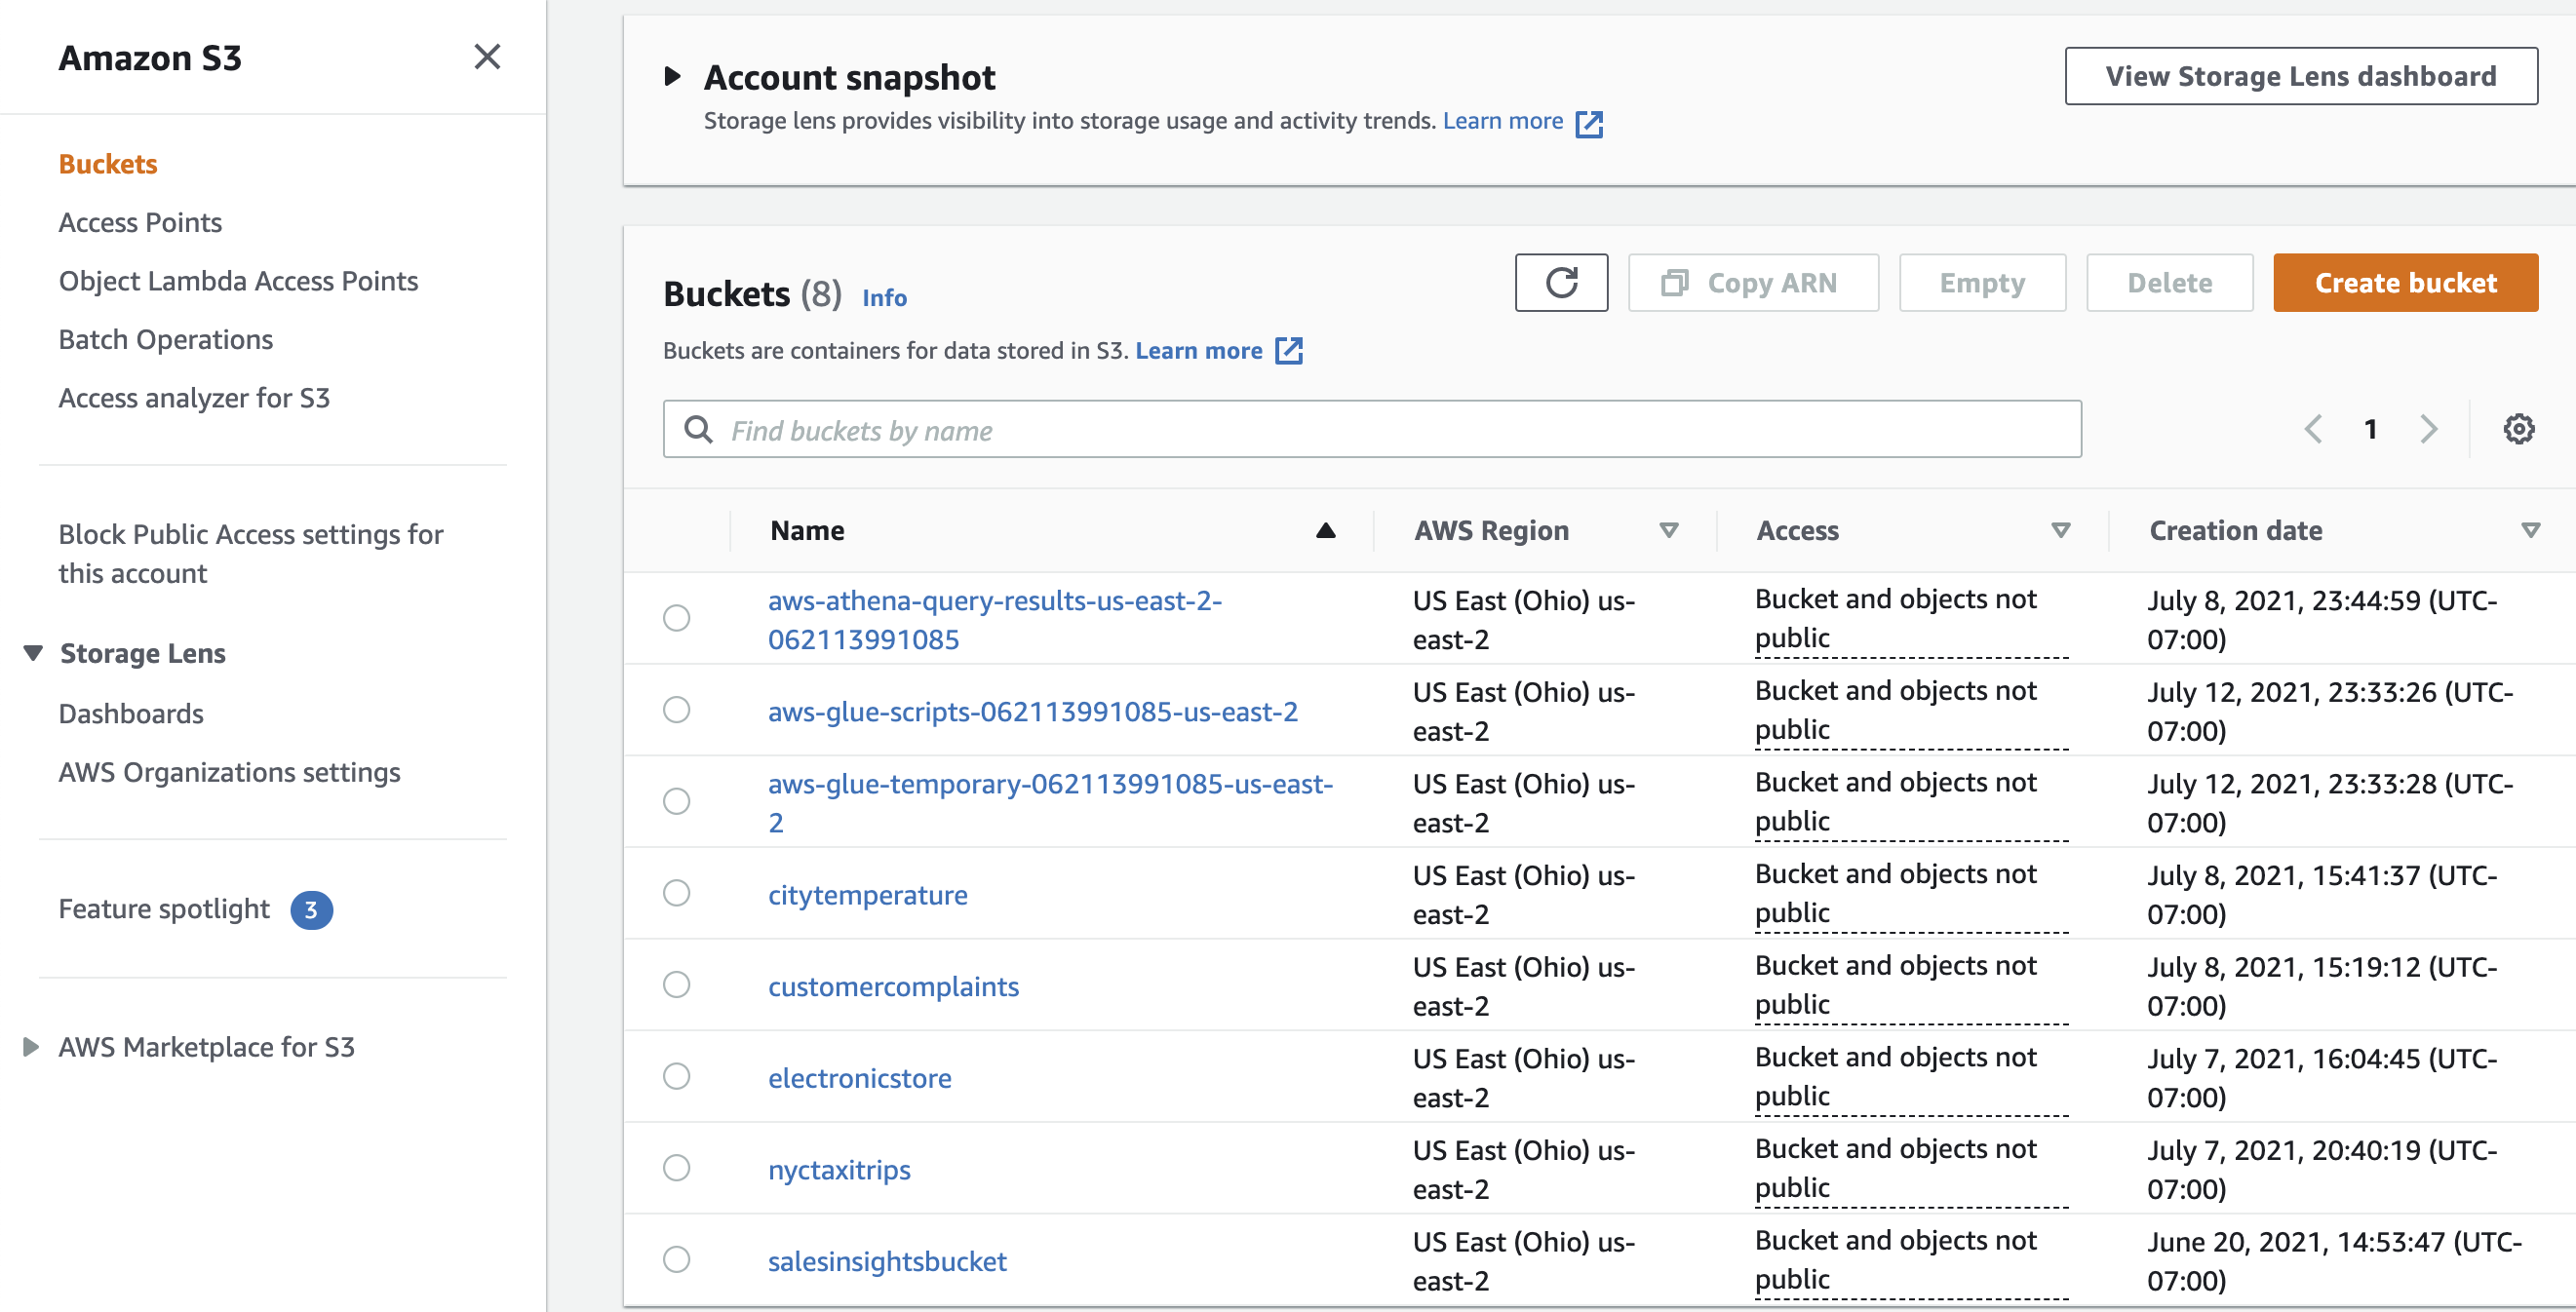 Amazon S3
Buckets
Access Points
Object Lambda Access Points
Batch Operations
Access analyzer for S3
Block Public Access settings for
this account
Storage Lens
Dashboards
AWS Organizations settings
Feature spotlight 3
AWS Marketplace for S3
Account snapshot
View Storage Lens dashboard
Storage lens provides visibility into storage usage and activity trends. Learn more
Buckets (8) Info
Copy ARN Empty Delete Create bucket
Buckets are containers for data stored in S3. Learn more
Find buckets by name
1
Name AWS Region Access Creation date
aws-athena-query-results-us-east-2- US East (Ohio) us- Bucket and objects not July 8, 2021, 23:44:59 (UTC-
062113991085 east-2 public 07:00)
aws-glue-scripts-062113991085-us-east-2 US East (Ohio) us- Bucket and objects not July 12, 2021, 23:33:26 (UTC-
east-2 public 07:00)
aws-glue-temporary-062113991085-us-east- US East (Ohio) us- Bucket and objects not July 12, 2021, 23:33:28 (UTC-
2 east-2 public 07:00)
citytemperature US East (Ohio) us- Bucket and objects not July 8, 2021, 15:41:37 (UTC-
east-2 public 07:00)
customercomplaints US East (Ohio) us- Bucket and objects not July 8, 2021, 15:19:12 (UTC-
east-2 public 07:00)
electronicstore US East (Ohio) us- Bucket and objects not July 7, 2021, 16:04:45 (UTC-
east-2 public 07:00)
nyctaxitrips US East (Ohio) us- Bucket and objects not July 7, 2021, 20:40:19 (UTC-
east-2 public 07:00)
salesinsightsbucket US East (Ohio) us- Bucket and objects not June 20, 2021, 14:53:47 (UTC-
east-2 public 07:00)